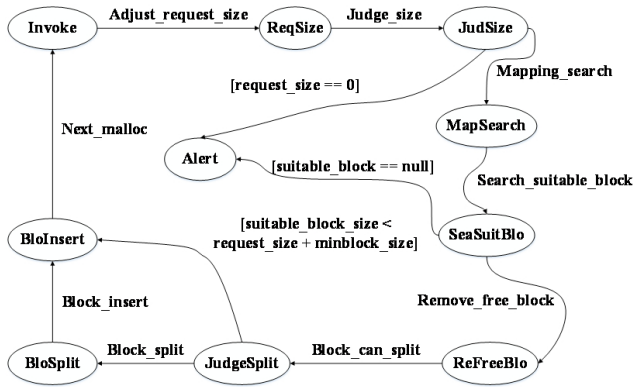 Adjust_request_size
Judge_size
Invoke
ReqSize
JudSize
Mapping_search
[request_size == 0]
Next_malloc
MapSearch
Alert
[suitable_block == null]
Search_suitable_block
[suitable_block_size <
request_size + minblock_size]
BloInsert
SeaSuitBlo
Remove_free_block
Block_insert
Block_split
Block_can_split
BloSplit
JudgeSplit
ReFreeBlo